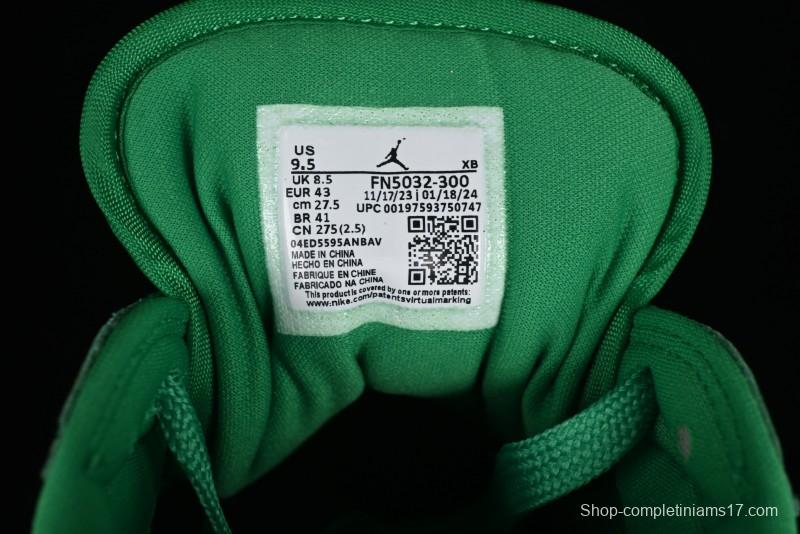 US
9.5 XB
UK 8.5 FN5032-300
EUR 43 11/17/23 | 01/18/24
cm 27.5 UPC 00197593750747
BR 41
CN 275(2.5)
04ED5595ANBAV
MADE IN CHINA
HECHO EN CHINA
FABRIQUE EN CHINE
FABRICADO NA CHINA
This product is covered by one or more patents:
www.nike.com/patentsvirtualmarking
Shop-completiniams17.com